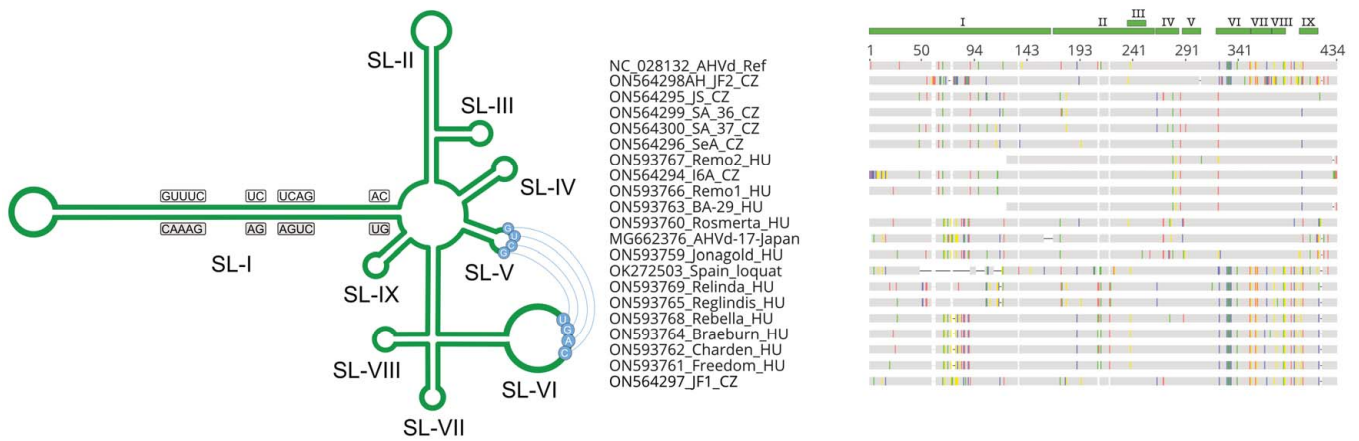 SL-II
SL-III
SL-IV
GUUUC UC UCAG AC
CAAAG AG AGUC UG
SL-I
G
U
C
G
SL-V
SL-IX
U
G
A
C
SL-VIII
SL-VI
SL-VII
III
I II IV V VI VII VIII IX
1 50 94 143 193 241 291 341 434
NC_028132_AHVd_Ref
ON564298AH_JF2_CZ
ON564295_JS_CZ
ON564299_SA_36_CZ
ON564300_SA_37_CZ
ON564296_SeA_CZ
ON593767_Remo2_HU
ON564294_I6A_CZ
ON593766_Remo1_HU
ON593763_BA-29_HU
ON593760_Rosmerta_HU
MG662376_AHVd-17-Japan
ON593759_Jonagold_HU
OK272503_Spain_loquat
ON593769_Relinda_HU
ON593765_Reglindis_HU
ON593768_Rebella_HU
ON593764_Braeburn_HU
ON593762_Charden_HU
ON593761_Freedom_HU
ON564297_JF1_CZ